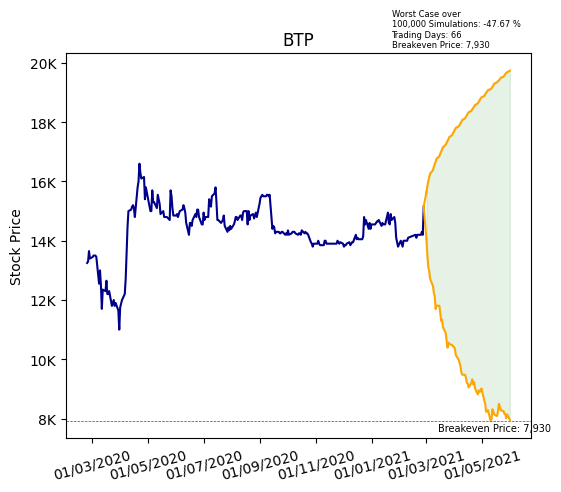 Worst Case over
100,000 Simulations: -47.67 %
Trading Days: 66
Breakeven Price: 7,930
BTP
Stock Price
20K
18K
16K
14K
12K
10K
8K
Breakeven Price: 7,930
01/03/2020
01/05/2020
01/07/2020
01/09/2020
01/11/2020
01/01/2021
01/03/2021
01/05/2021